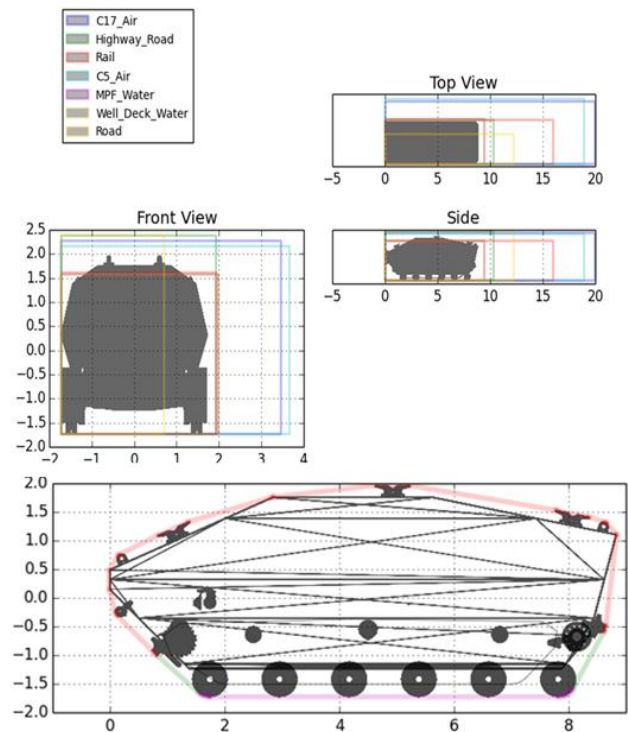 C17_Air
Highway_Road
Rail
C5_Air
MPF_Water
Well_Deck_Water
Road
Top View
−5 0 5 10 15 20
Front View
2.5
2.0
1.5
1.0
0.5
0.0
−0.5
−1.0
−1.5
−2.0
−2 −1 0 1 2 3 4
Side
−5 0 5 10 15 20
2.0
1.5
1.0
0.5
0.0
−0.5
−1.0
−1.5
−2.0
0 2 4 6 8